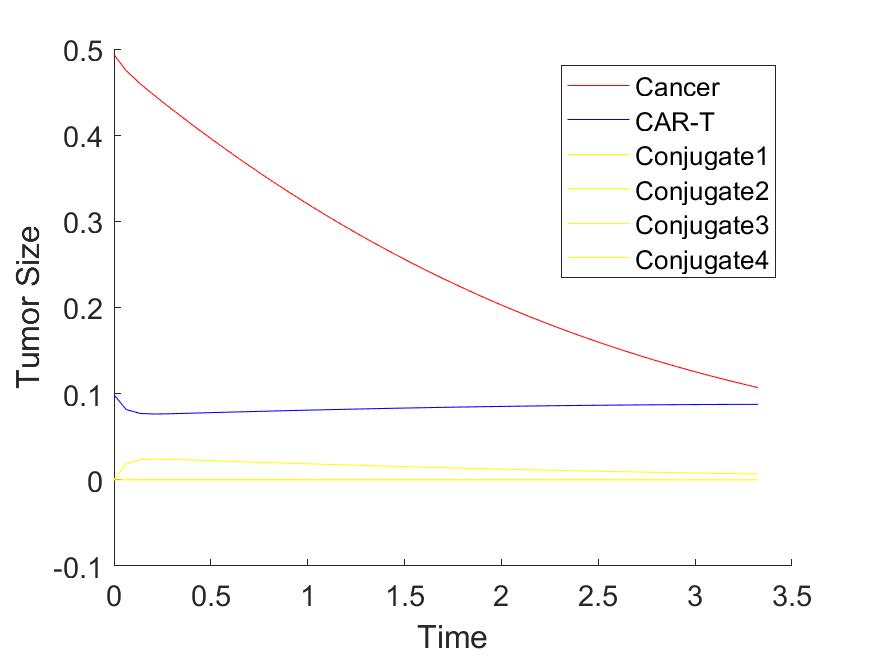 0.5
0.4
0.3
0.2
0.1
0
-0.1
Tumor Size
0
0.5
1
1.5
2
2.5
3
3.5
Time
Cancer
CAR-T
Conjugate1
Conjugate2
Conjugate3
Conjugate4